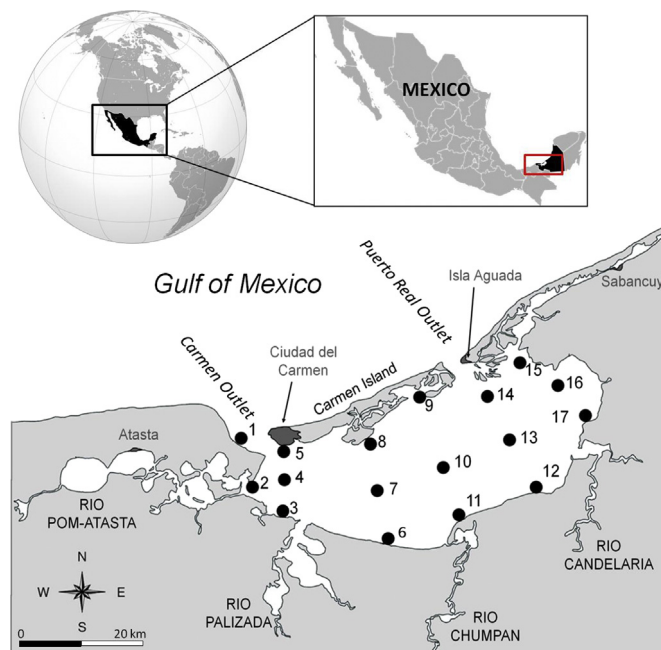 MEXICO
Gulf of Mexico
Puerto Real Outlet
Isla Aguada
Sabancuy
Carmen Outlet
Ciudad del
Carmen
Carmen Island
Atasta
1
2
3
4
5
6
7
8
9
10
11
12
13
14
15
16
17
RIO
POM-ATASTA
RIO
PALIZADA
RIO
CHUMPAN
RIO
CANDELARIA
N
W
E
S
0
20 km